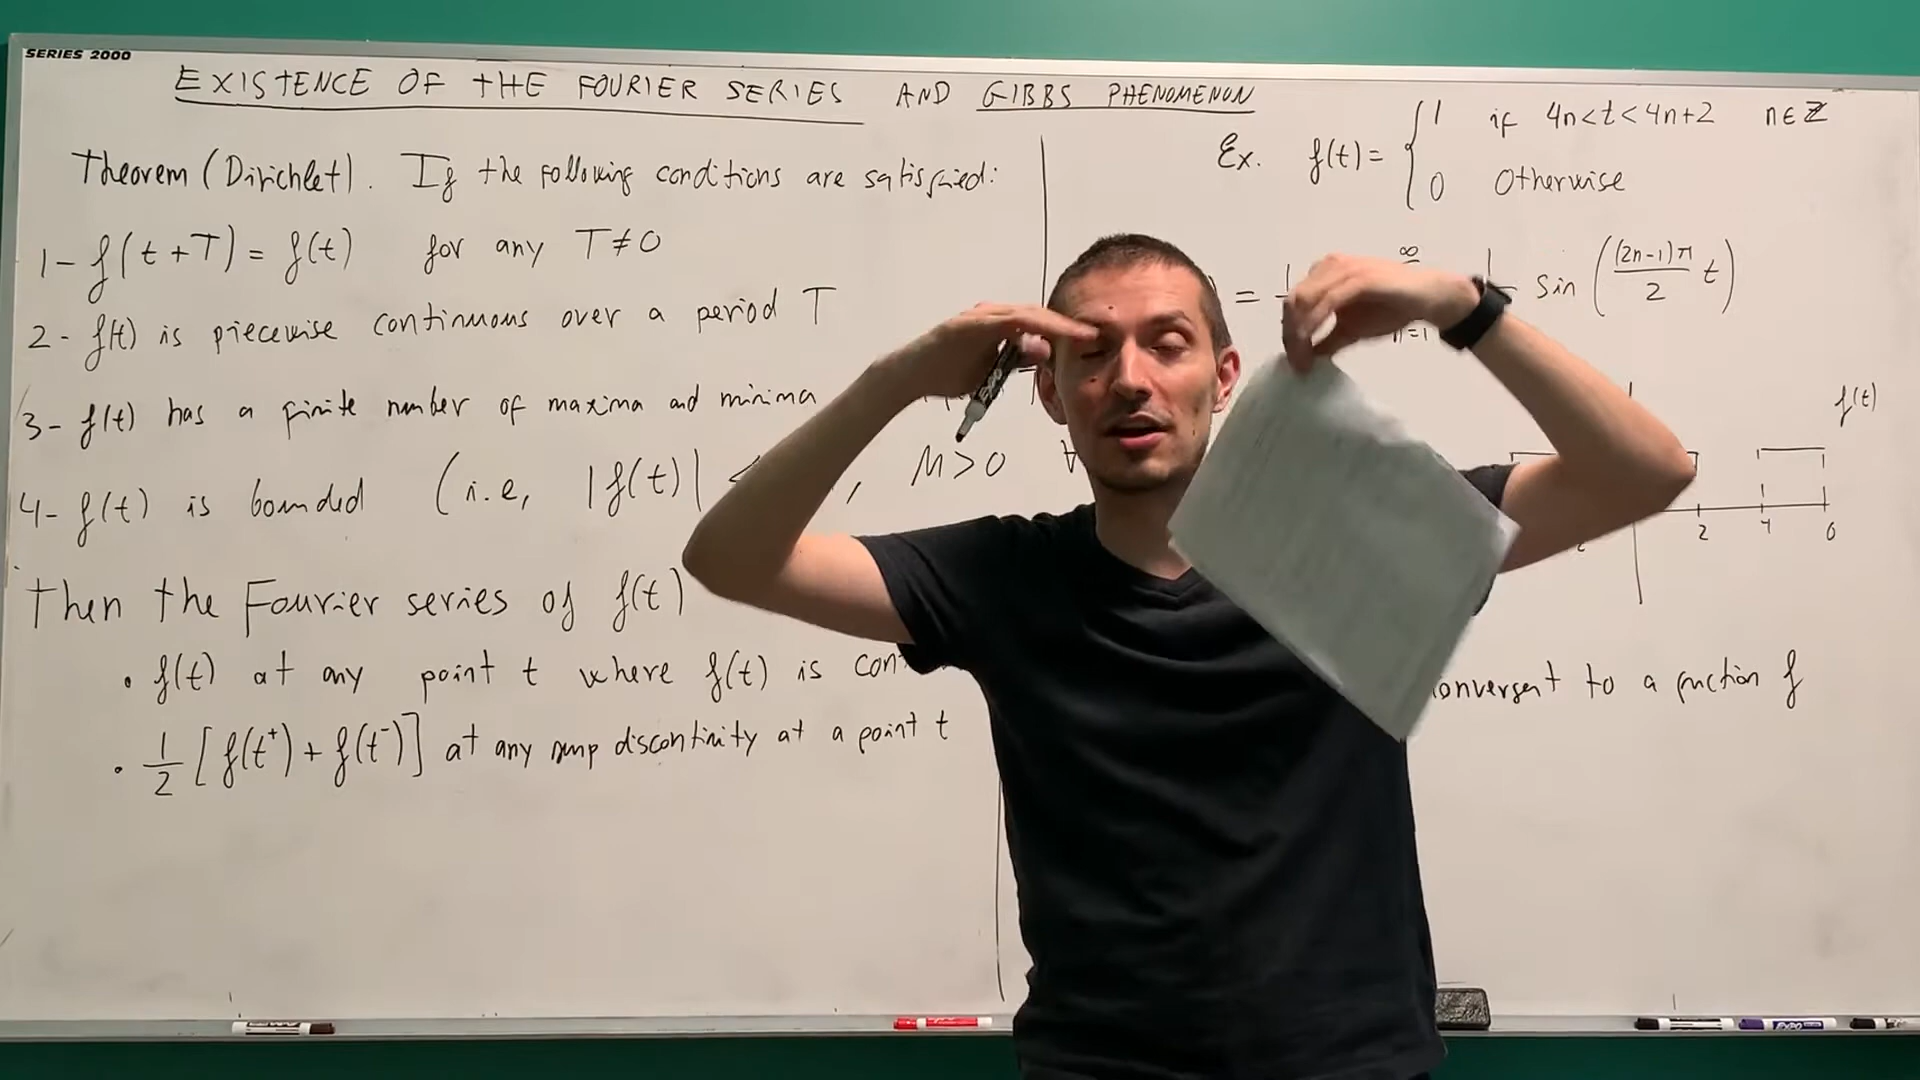 SERIES 2000
EXISTENCE OF THE FOURIER SERIES AND GIBBS PHENOMENON
Theorem (Dirichlet). If the following conditions are satisfied:
1- f(t+T) = f(t) for any T≠0
2- f(t) is piecewise continuous over a period T
3- f(t) has a finite number of maxima and minima
4- f(t) is bounded (i.e, |f(t)| < , M>0 ∀
Then the Fourier series of f(t)
• f(t) at any point t where f(t) is
• 1/2 [f(t⁺) + f(t⁻)] at any jump discontinuity at a point t
Ex. f(t) = { 1 if 4n<t<4n+2 n∈ℤ
0 Otherwise
= sin ((2n-1)π/2 t)
∞
n=1
EXPO
f(t)
2 4 6
to a function f
EXPO